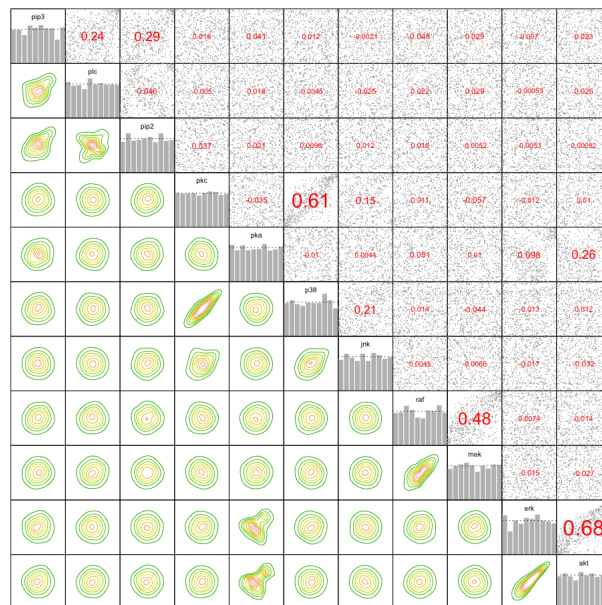 pip3 0.24 0.29 0.018 0.041 0.012 -0.0021 -0.048 0.029 -0.007 0.023
plc 0.046 -0.005 0.018 -0.0045 -0.025 0.022 0.029 -0.00053 -0.026
pip2 0.037 0.021 0.0096 0.012 0.016 -0.0052 -0.0053 0.00082
pkc -0.035 0.61 0.15 0.011 -0.057 -0.012 0.01
pka -0.01 0.0044 0.051 0.01 0.098 0.26
p38 0.21 0.014 -0.044 -0.013 0.012
jnk 0.0045 -0.0066 -0.017 -0.032
raf 0.48 0.0074 -0.014
mek -0.015 -0.027
erk 0.68
akt